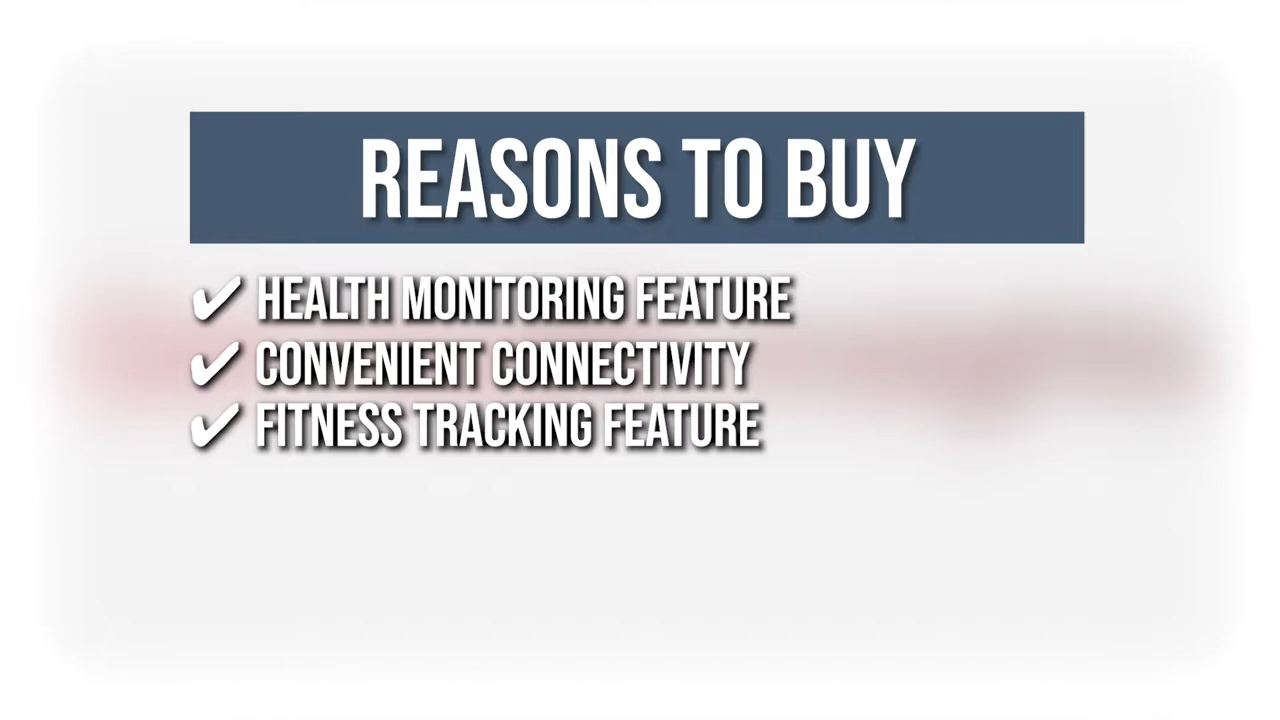 REASONS TO BUY
✔ HEALTH MONITORING FEATURE
✔ CONVENIENT CONNECTIVITY
✔ FITNESS TRACKING FEATURE